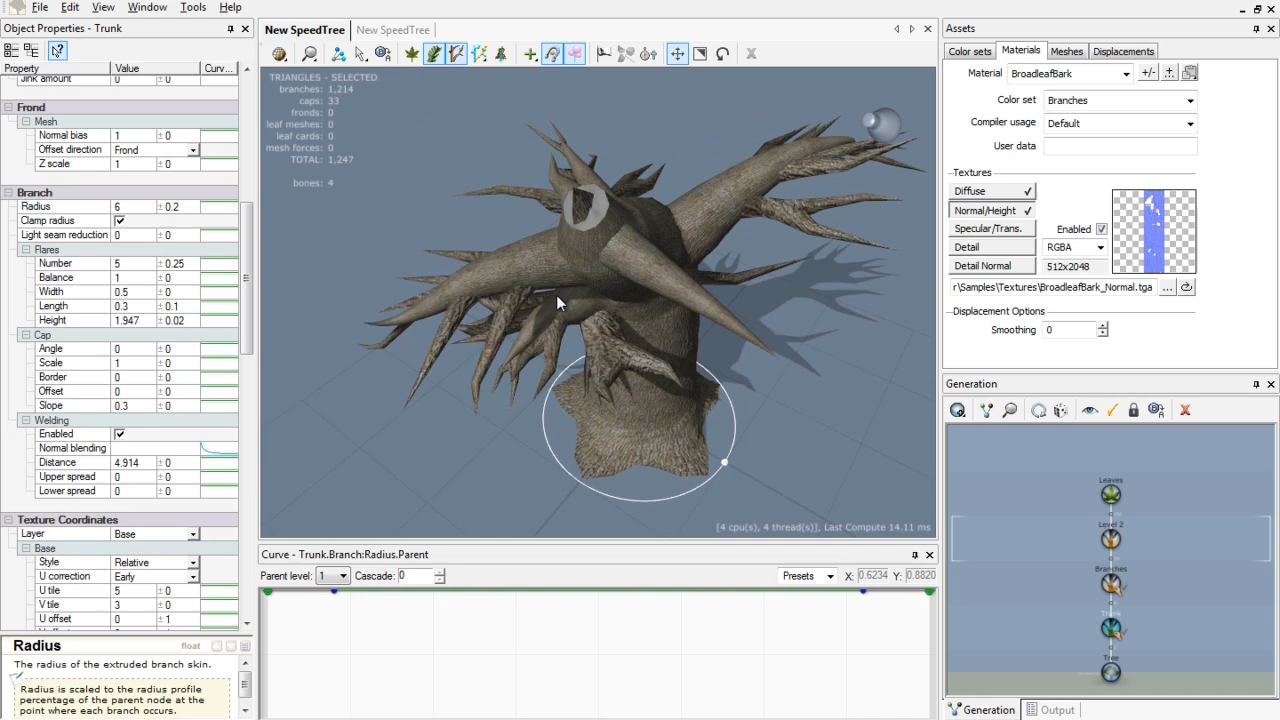 File Edit View Window Tools Help
Object Properties - Trunk
Property Value Curv...
Jink amount 0 ± 0
Frond
Mesh
Normal bias 1 ± 0
Offset direction Frond
Z scale 1 ± 0
Branch
Radius 6 ± 0.2
Clamp radius
Light seam reduction 0 ± 0
Flares
Number 5 ± 0.25
Balance 1 ± 0
Width 0.5 ± 0
Length 0.3 ± 0.1
Height 1.947 ± 0.02
Cap
Angle 0 ± 0
Scale 1 ± 0
Border 0 ± 0
Offset 0 ± 0
Slope 0.3 ± 0
Welding
Enabled
Normal blending
Distance 4.914 ± 0
Upper spread 0 ± 0
Lower spread 0 ± 0
Texture Coordinates
Layer Base
Base
Style Relative
U correction Early
U tile 5 ± 0
V tile 3 ± 0
U offset 0 ± 1
Radius float
The radius of the extruded branch skin.
Radius is scaled to the radius profile
percentage of the parent node at the
point where each branch occurs.
New SpeedTree New SpeedTree
TRIANGLES - SELECTED
branches: 1,214
caps: 33
fronds: 0
leaf meshes: 0
leaf cards: 0
mesh forces: 0
TOTAL: 1,247
bones: 4
[4 cpu(s), 4 thread(s)], Last Compute 14.11 ms
Curve - Trunk.Branch:Radius.Parent
Parent level: 1 Cascade: 0 Presets X: 0.6234 Y: 0.8820
Assets
Color sets Materials Meshes Displacements
Material BroadleafBark +/-
Color set Branches
Compiler usage Default
User data
Textures
Diffuse ✓
Normal/Height ✓
Specular/Trans. Enabled
Detail RGBA
Detail Normal 512x2048
r\Samples\Textures\BroadleafBark_Normal.tga ...
Displacement Options
Smoothing 0
Generation
Leaves
Level 2
Branches
Trunk
Tree
Generation Output